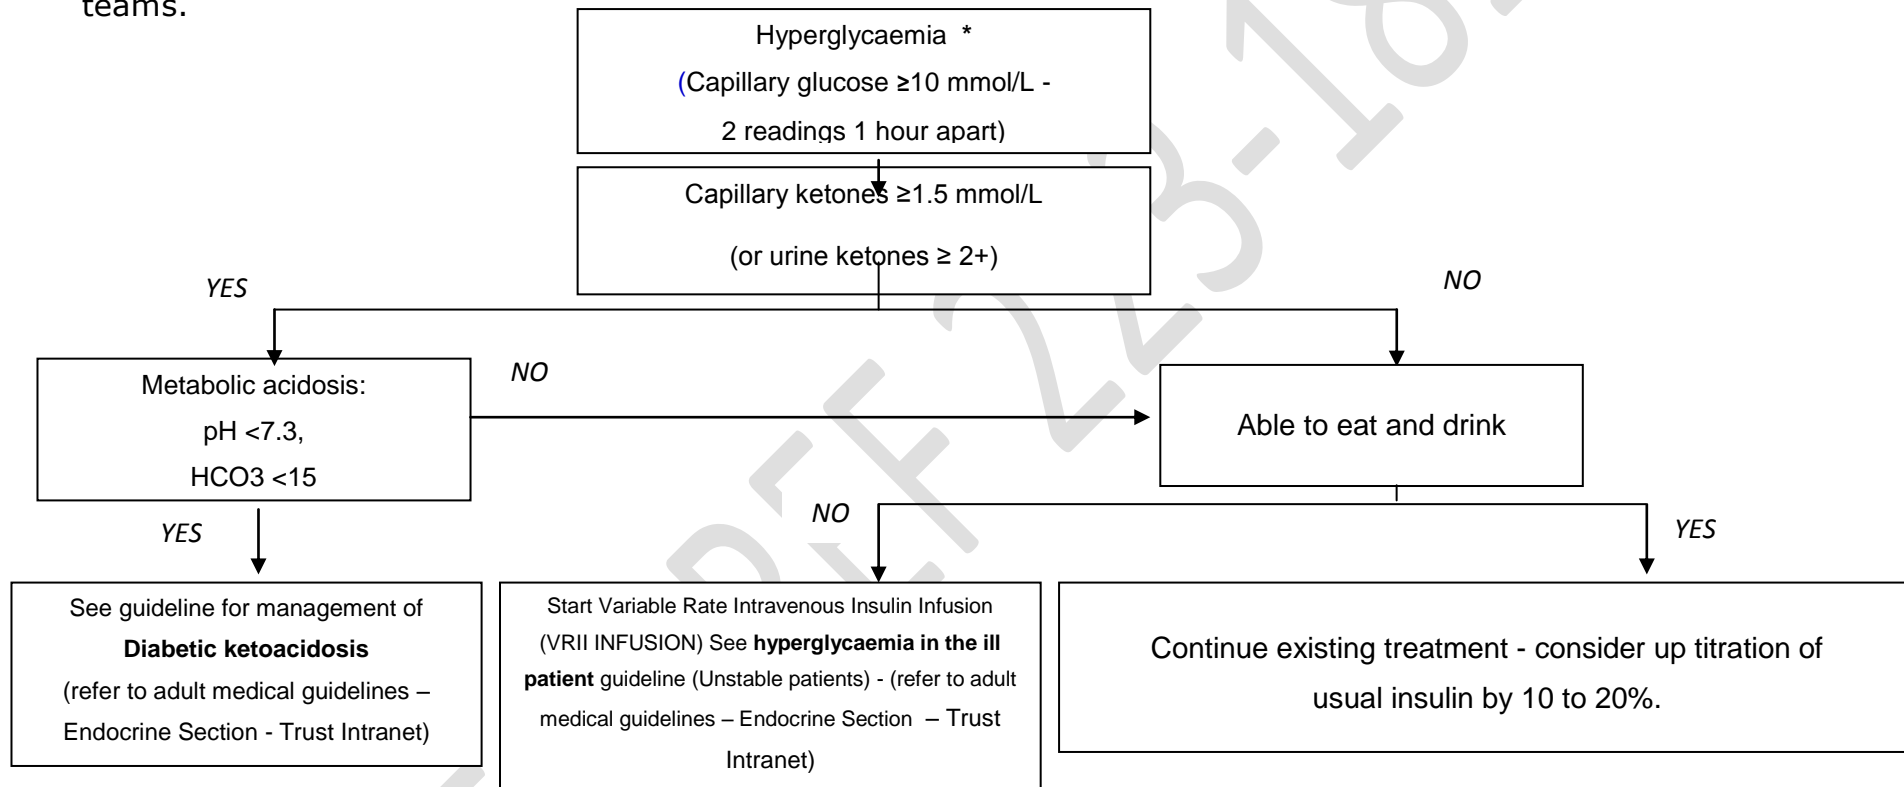 teams.
Hyperglycaemia *
(Capillary glucose ≥10 mmol/L -
2 readings 1 hour apart)
Capillary ketones ≥1.5 mmol/L
(or urine ketones ≥ 2+)
YES
NO
Metabolic acidosis:
pH <7.3,
HCO3 <15
NO
Able to eat and drink
YES
NO
YES
See guideline for management of
Diabetic ketoacidosis
(refer to adult medical guidelines –
Endocrine Section - Trust Intranet)
Start Variable Rate Intravenous Insulin Infusion
(VRII INFUSION) See hyperglycaemia in the ill
patient guideline (Unstable patients) - (refer to adult
medical guidelines – Endocrine Section – Trust
Intranet)
Continue existing treatment - consider up titration of
usual insulin by 10 to 20%.